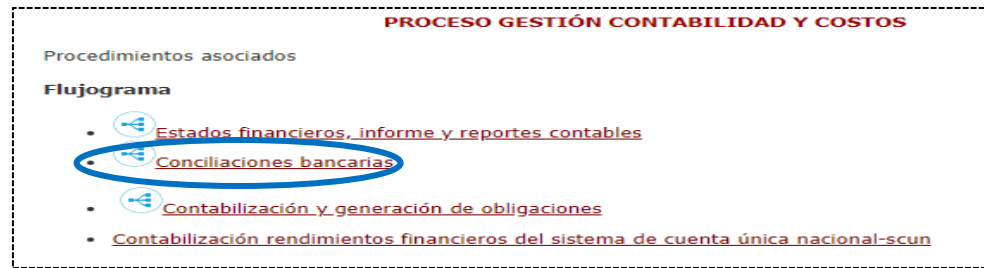 PROCESO GESTIÓN CONTABILIDAD Y COSTOS
Procedimientos asociados
Flujograma
Estados financieros, informe y reportes contables
Conciliaciones bancarias
Contabilización y generación de obligaciones
Contabilización rendimientos financieros del sistema de cuenta única nacional-scun